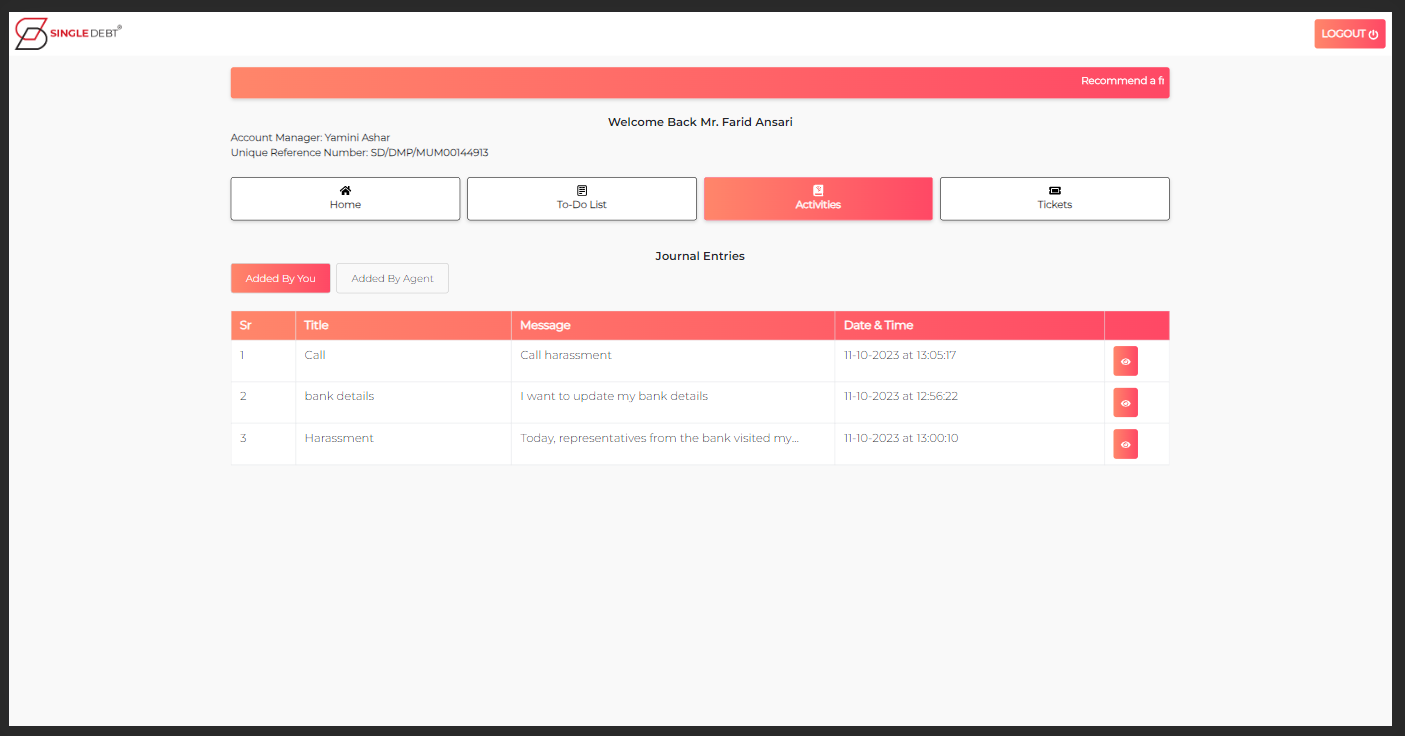 SINGLE DEBT®
LOGOUT
Recommend a
Welcome Back Mr. Farid Ansari
Account Manager: Yamini Ashar
Unique Reference Number: SD/DMP/MUM00144913
Home
To-Do List
Activities
Tickets
Journal Entries
Added By You
Added By Agent
Sr Title Message Date & Time
1 Call Call harassment 11-10-2023 at 13:05:17
2 bank details I want to update my bank details 11-10-2023 at 12:56:22
3 Harassment Today, representatives from the bank visited my... 11-10-2023 at 13:00:10